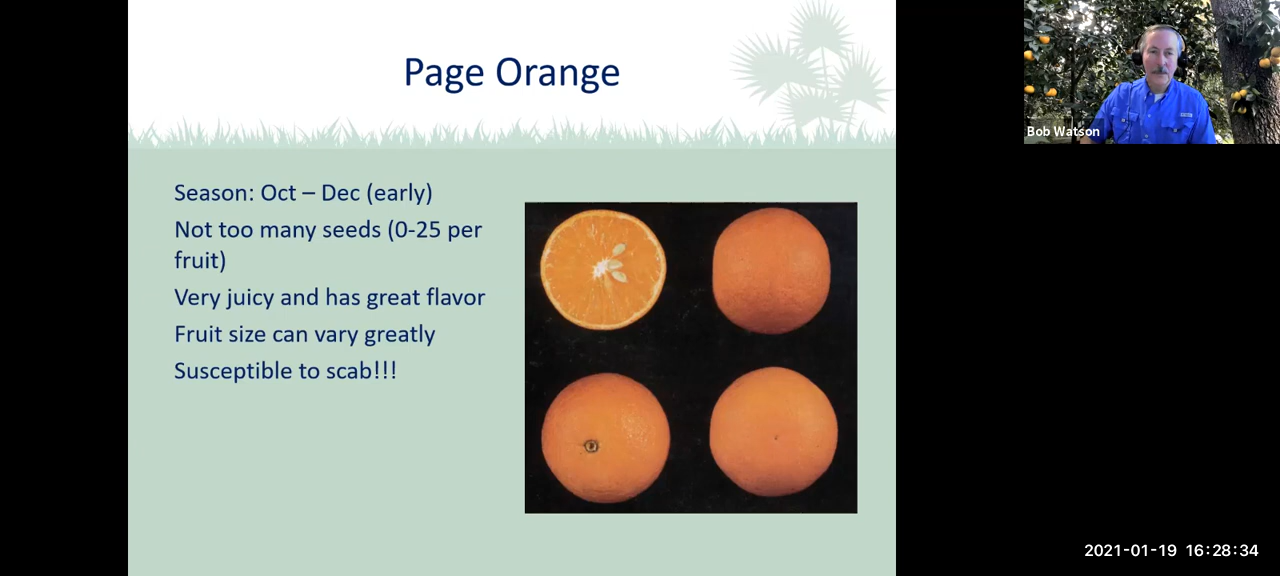 Page Orange
Season: Oct – Dec (early)
Not too many seeds (0-25 per
fruit)
Very juicy and has great flavor
Fruit size can vary greatly
Susceptible to scab!!!
Bob Watson
2021-01-19 16:28:34